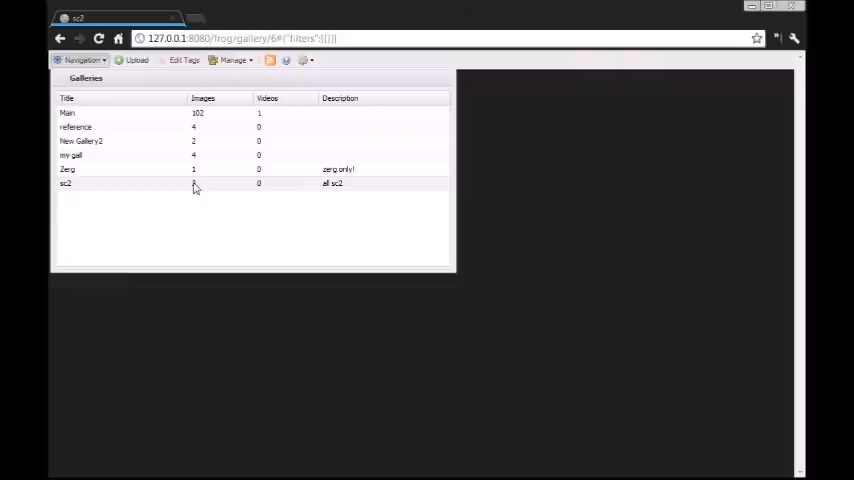 sc2
127.0.0.1:8080/frog/gallery/6#{"filters":[[]]}
Navigation Upload Edit Tags Manage
Galleries
Title Images Videos Description
Main 102 1
reference 4 0
New Gallery2 2 0
my gall 4 0
Zerg 1 0 zerg only!
sc2 0 all sc2